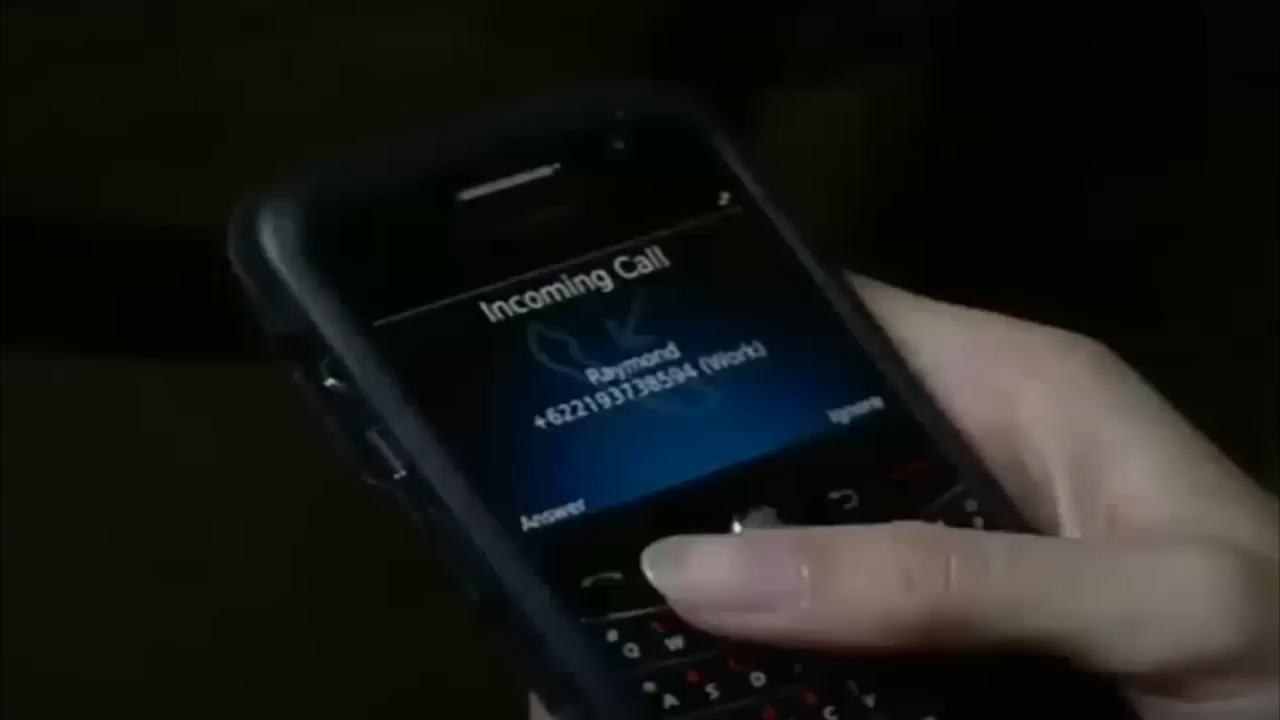 Incoming Call
Raymond
+622193738594 (Work)
Ignore
Answer
Q W
A S D
C V